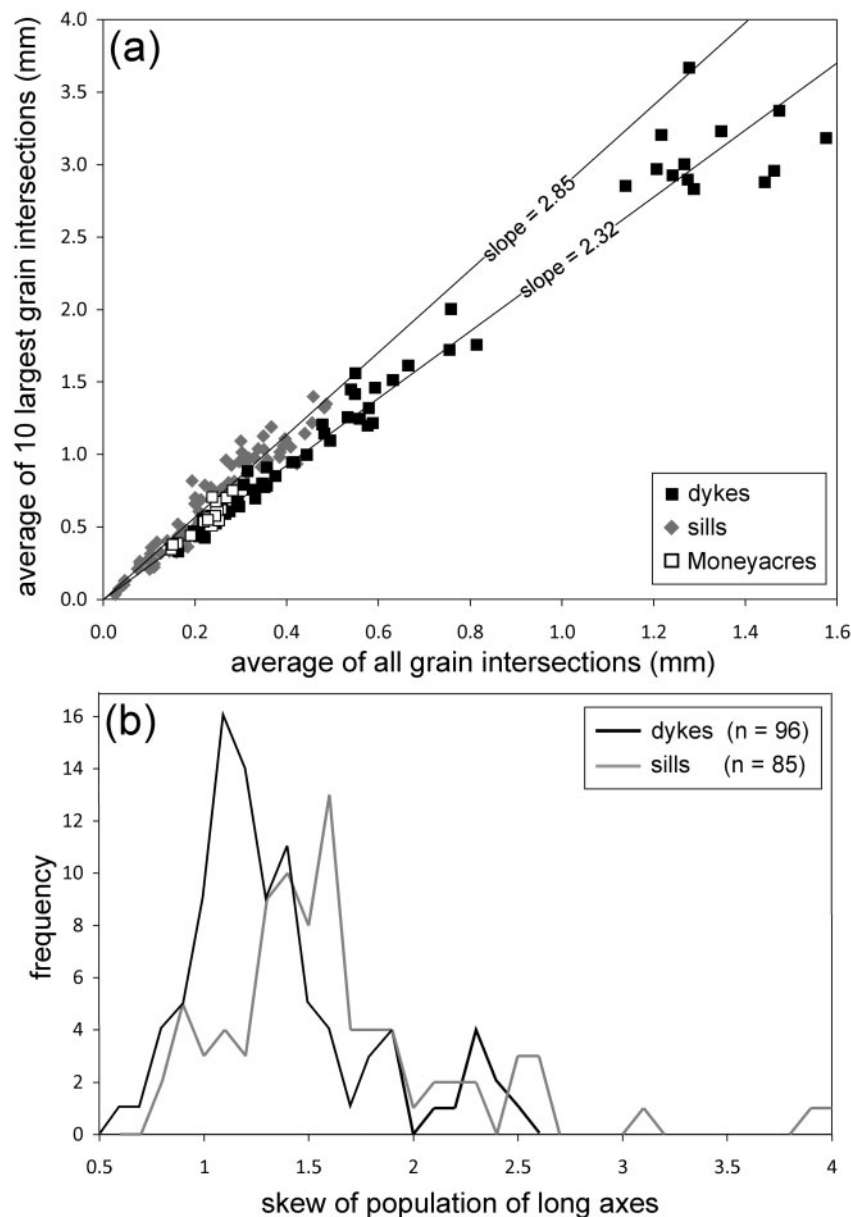 (a)
average of 10 largest grain intersections (mm)
4.0
3.5
3.0
2.5
2.0
1.5
1.0
0.5
0.0
slope = 2.85
slope = 2.32
dykes
sills
Moneyacres
0.0 0.2 0.4 0.6 0.8 1.0 1.2 1.4 1.6
average of all grain intersections (mm)
(b)
frequency
16
14
12
10
8
6
4
2
0
dykes (n = 96)
sills (n = 85)
0.5 1 1.5 2 2.5 3 3.5 4
skew of population of long axes